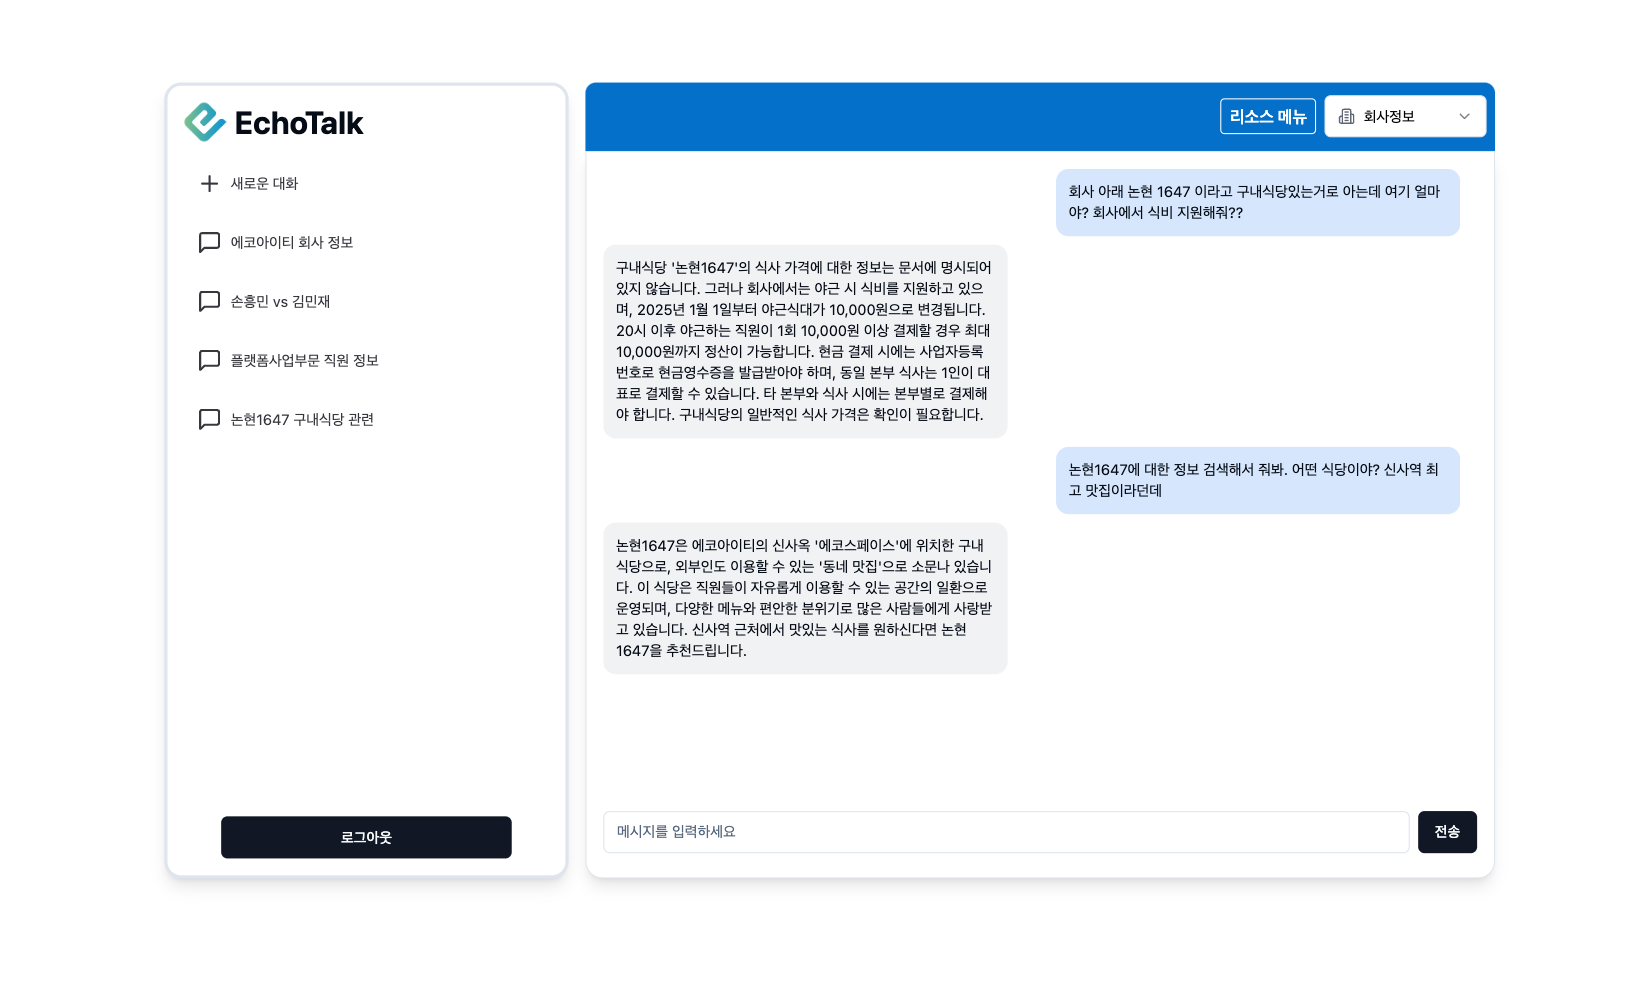 EchoTalk
새로운 대화
에코아이티 회사 정보
손흥민 vs 김민재
플랫폼사업부문 직원 정보
논현1647 구내식당 관련
로그아웃
리소스 메뉴
회사정보
회사 아래 논현 1647 이라고 구내식당있는거로 아는데 여기 얼마
야? 회사에서 식비 지원해줘??
구내식당 '논현1647'의 식사 가격에 대한 정보는 문서에 명시되어
있지 않습니다. 그러나 회사에서는 야근 시 식비를 지원하고 있으
며, 2025년 1월 1일부터 야근식대가 10,000원으로 변경됩니다.
20시 이후 야근하는 직원이 1회 10,000원 이상 결제할 경우 최대
10,000원까지 정산이 가능합니다. 현금 결제 시에는 사업자등록
번호로 현금영수증을 발급받아야 하며, 동일 본부 식사는 1인이 대
표로 결제할 수 있습니다. 타 본부와 식사 시에는 본부별로 결제해
야 합니다. 구내식당의 일반적인 식사 가격은 확인이 필요합니다.
논현1647에 대한 정보 검색해서 줘봐. 어떤 식당이야? 신사역 최
고 맛집이라던데
논현1647은 에코아이티의 신사옥 '에코스페이스'에 위치한 구내
식당으로, 외부인도 이용할 수 있는 '동네 맛집'으로 소문나 있습니
다. 이 식당은 직원들이 자유롭게 이용할 수 있는 공간의 일환으로
운영되며, 다양한 메뉴와 편안한 분위기로 많은 사람들에게 사랑받
고 있습니다. 신사역 근처에서 맛있는 식사를 원하신다면 논현
1647을 추천드립니다.
메시지를 입력하세요
전송